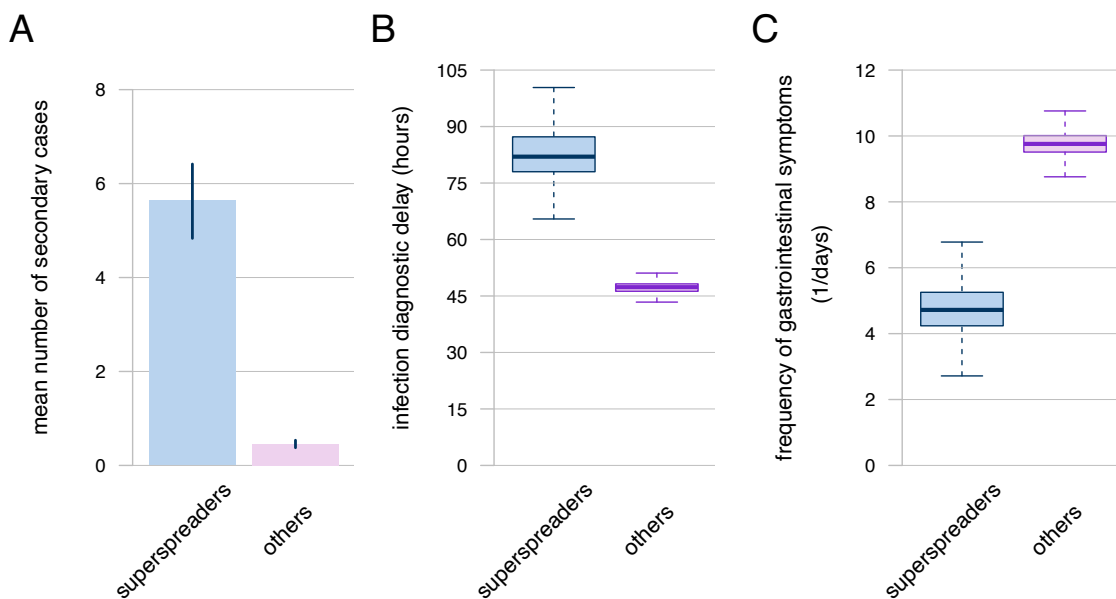 A
mean number of secondary cases
8
6
4
2
0
superspreaders
others
B
infection diagnostic delay (hours)
105
90
75
60
45
30
15
0
superspreaders
others
C
frequency of gastrointestinal symptoms
(1/days)
12
10
8
6
4
2
0
superspreaders
others